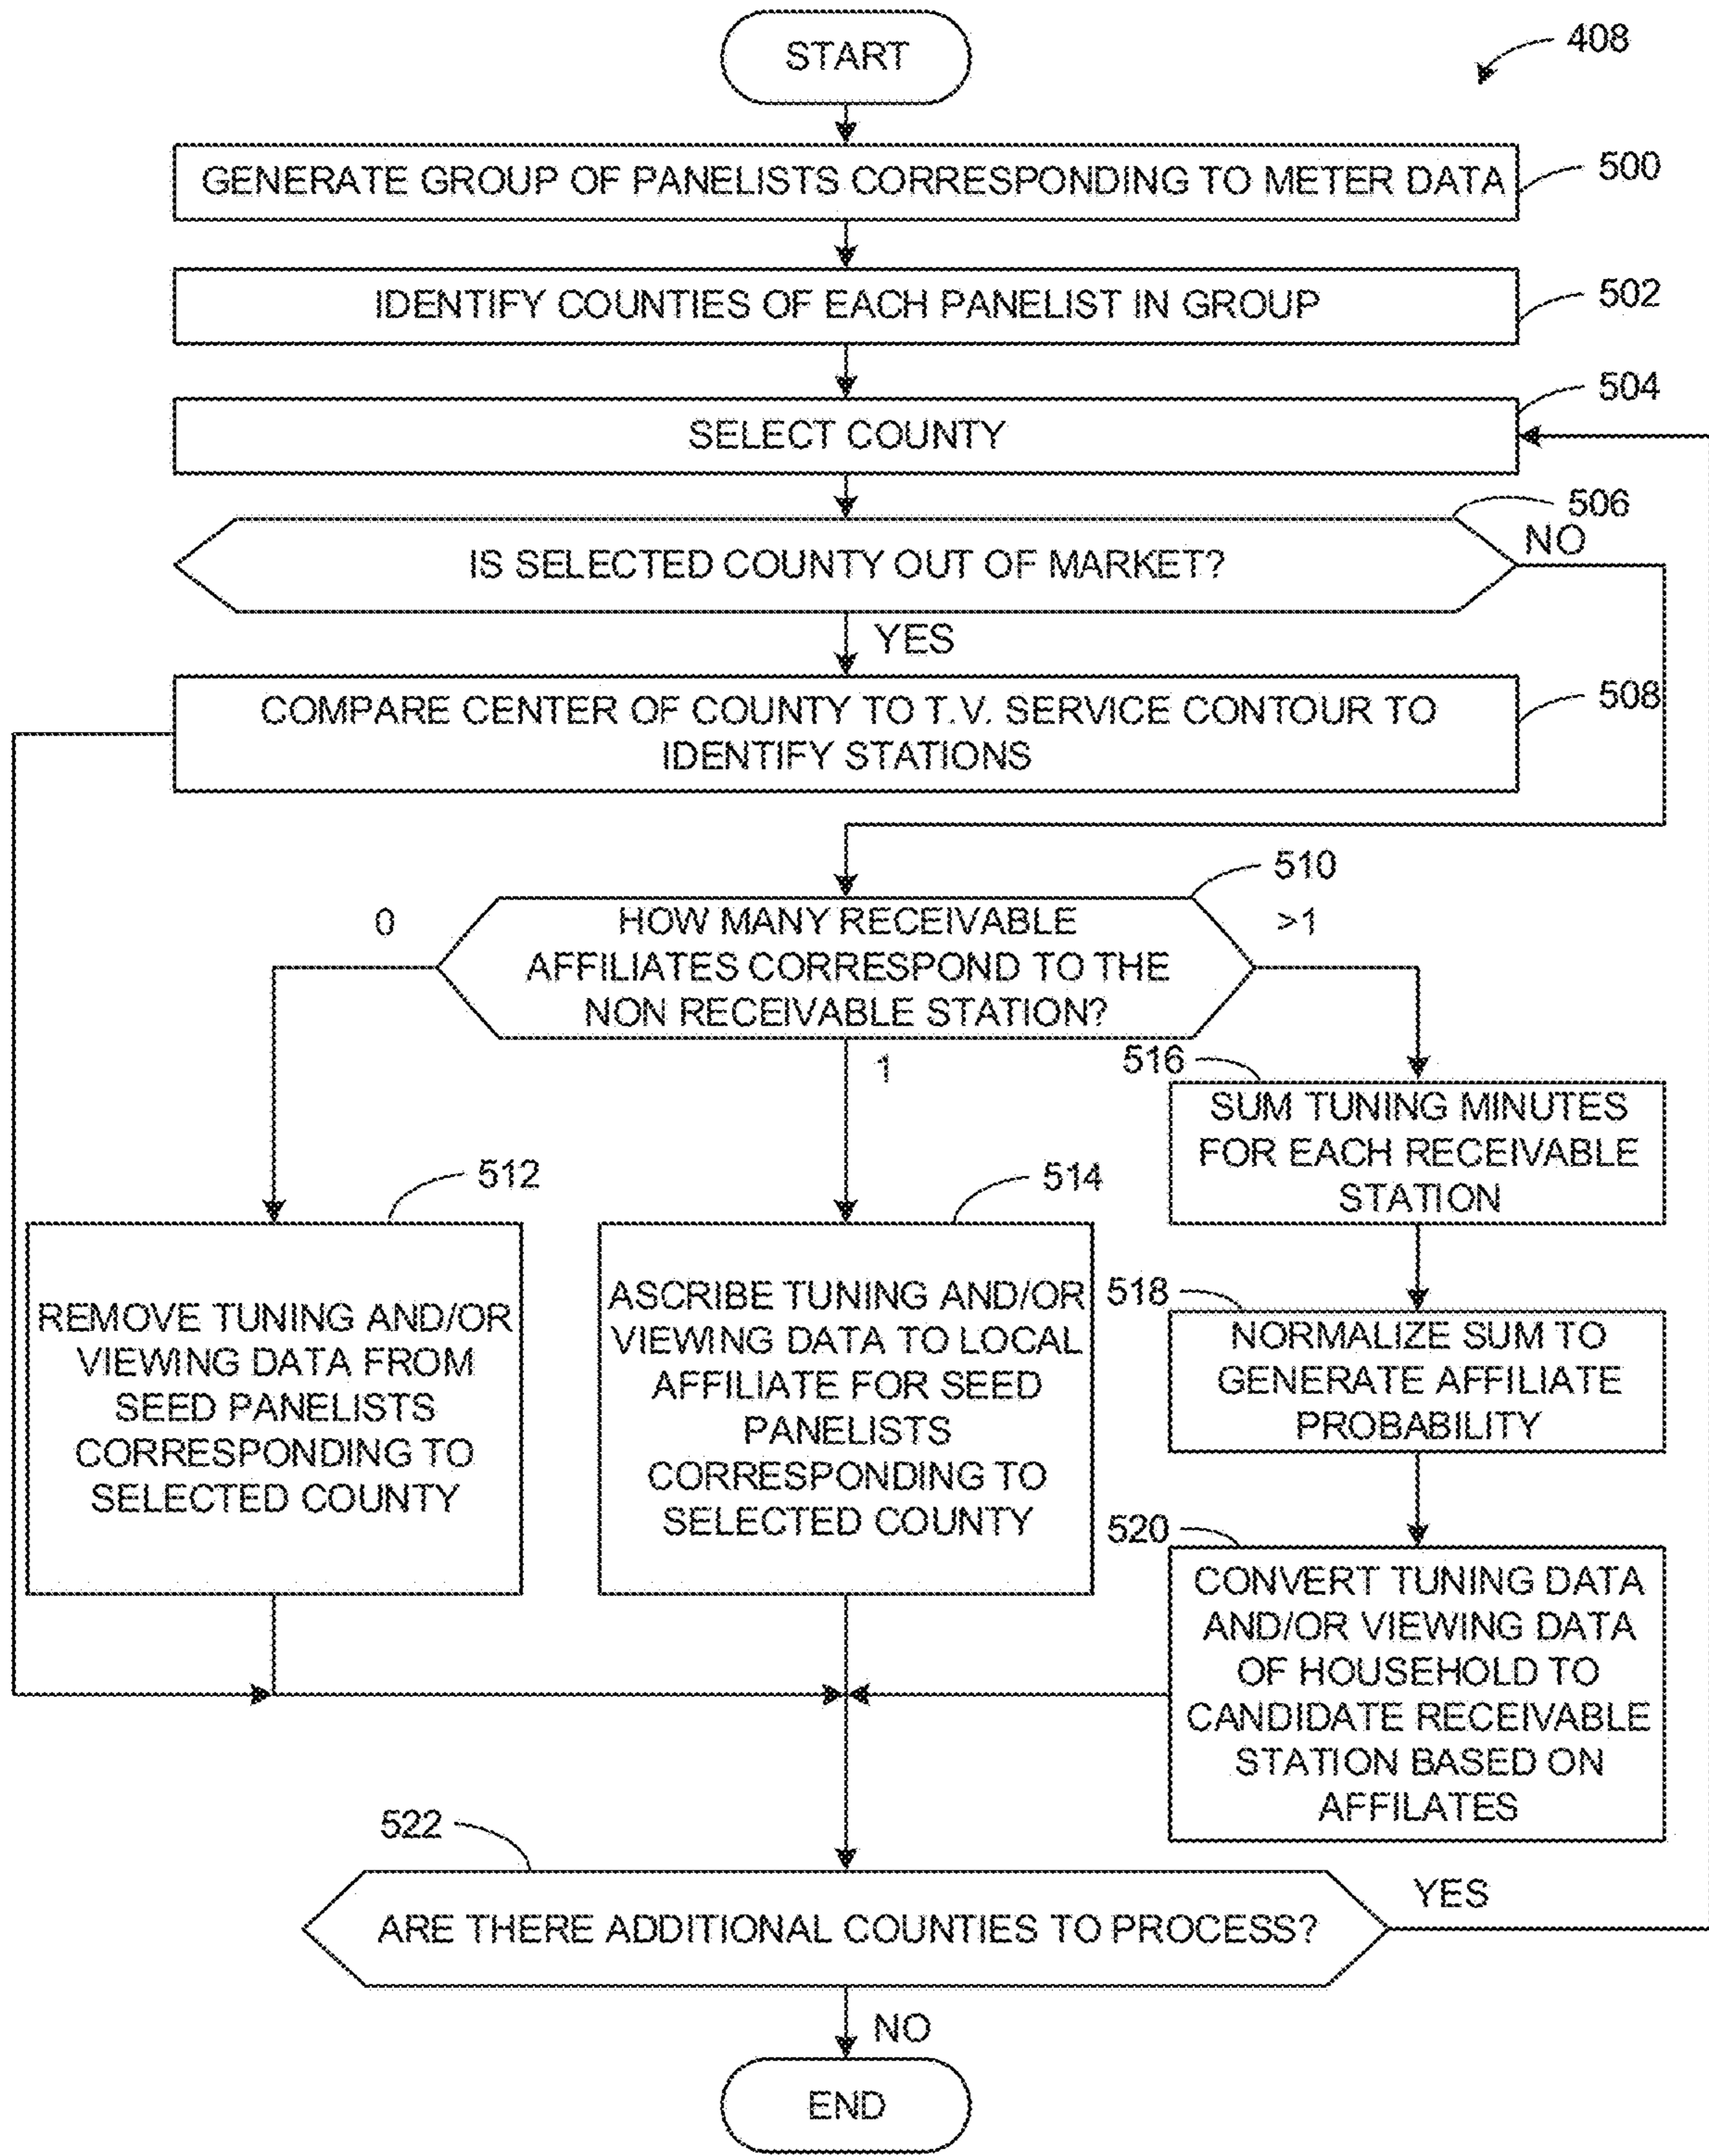 START
408
GENERATE GROUP OF PANELISTS CORRESPONDING TO METER DATA
500
IDENTIFY COUNTIES OF EACH PANELIST IN GROUP
502
504
SELECT COUNTY
506
IS SELECTED COUNTY OUT OF MARKET?
NO
YES
COMPARE CENTER OF COUNTY TO T.V. SERVICE CONTOUR TO
IDENTIFY STATIONS
508
510
0
HOW MANY RECEIVABLE
AFFILIATES CORRESPOND TO THE
NON RECEIVABLE STATION?
>1
1
516
SUM TUNING MINUTES
FOR EACH RECEIVABLE
STATION
512
REMOVE TUNING AND/OR
VIEWING DATA FROM
SEED PANELISTS
CORRESPONDING TO
SELECTED COUNTY
514
ASCRIBE TUNING AND/OR
VIEWING DATA TO LOCAL
AFFILIATE FOR SEED
PANELISTS
CORRESPONDING TO
SELECTED COUNTY
518
NORMALIZE SUM TO
GENERATE AFFILIATE
PROBABILITY
520
CONVERT TUNING DATA
AND/OR VIEWING DATA
OF HOUSEHOLD TO
CANDIDATE RECEIVABLE
STATION BASED ON
AFFILATES
522
ARE THERE ADDITIONAL COUNTIES TO PROCESS?
YES
NO
END